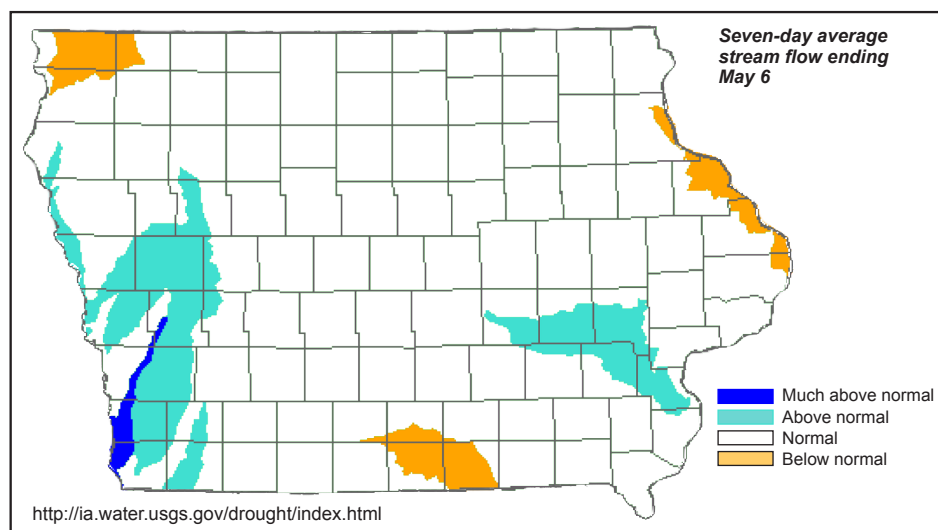 Seven-day average
stream flow ending
May 6
Much above normal
Above normal
Normal
Below normal
http://ia.water.usgs.gov/drought/index.html